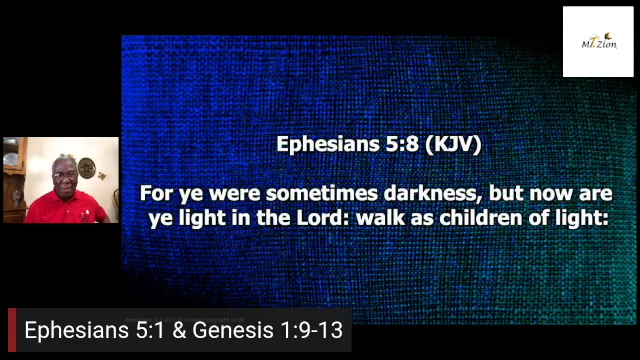 Mt. Zion
Ephesians 5:8 (KJV)
For ye were sometimes darkness, but now are
ye light in the Lord: walk as children of light:
Ephesians 5:1 & Genesis 1:9-13